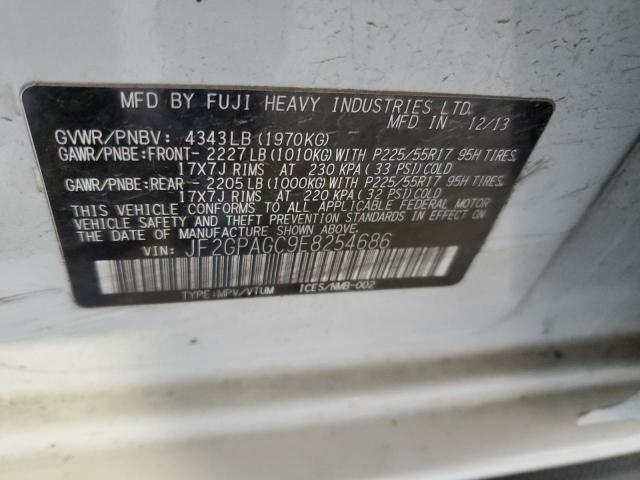 MFD BY FUJI HEAVY INDUSTRIES LTD.
MFD IN 12/13
GVWR/PNBV: 4343LB (1970KG)
GAWR/PNBE:FRONT- 2227LB (1010KG) WITH P225/55R17 95H TIRES
17X7J RIMS AT 230 KPA (33 PSI) COLD
GAWR/PNBE:REAR - 2205LB (1000KG) WITH P225/55R17 95H TIRES
17X7J RIMS AT 220 KPA (32 PSI) COLD
THIS VEHICLE CONFORMS TO ALL APPLICABLE FEDERAL MOTOR
VEHICLE SAFETY AND THEFT PREVENTION STANDARDS IN EFFECT
ON THE DATE OF MANUFACTURE SHOWN ABOVE.
VIN: JF2GPAGC9E8254686
TYPE:MPV/VTUM ICES/NMB-002